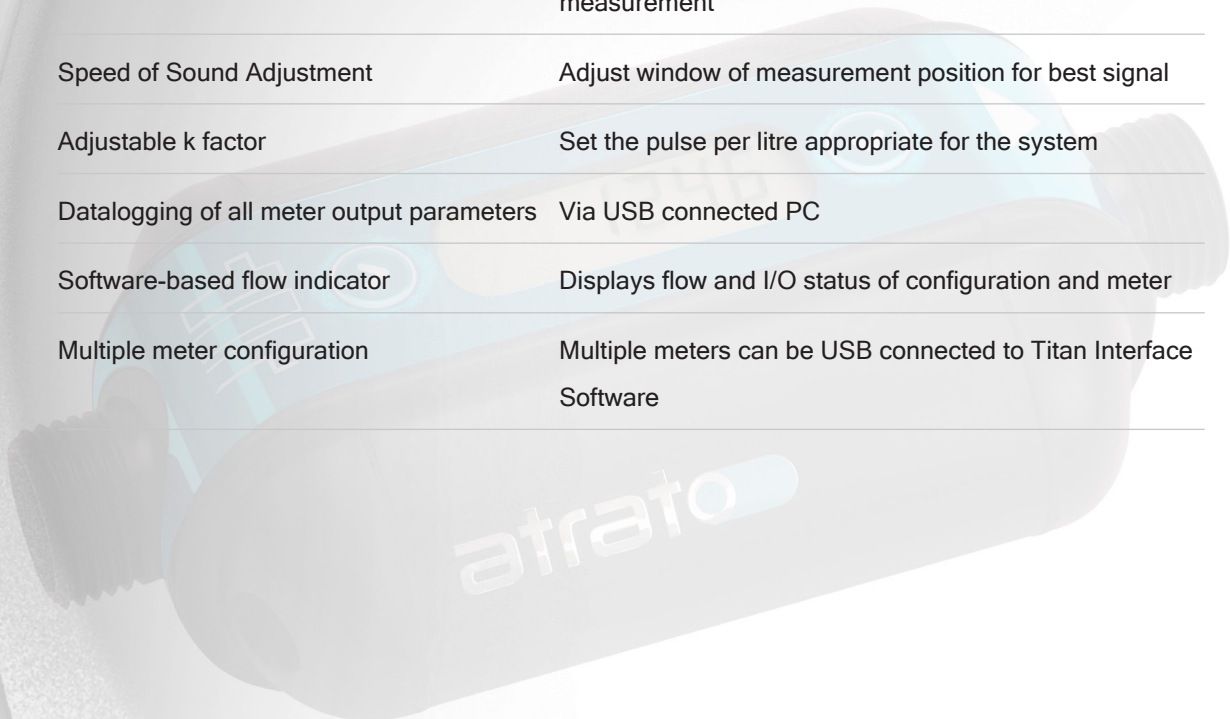 measurement
Speed of Sound Adjustment Adjust window of measurement position for best signal
Adjustable k factor Set the pulse per litre appropriate for the system
Datalogging of all meter output parameters Via USB connected PC
Software-based flow indicator Displays flow and I/O status of configuration and meter
Multiple meter configuration Multiple meters can be USB connected to Titan Interface
Software
atrato